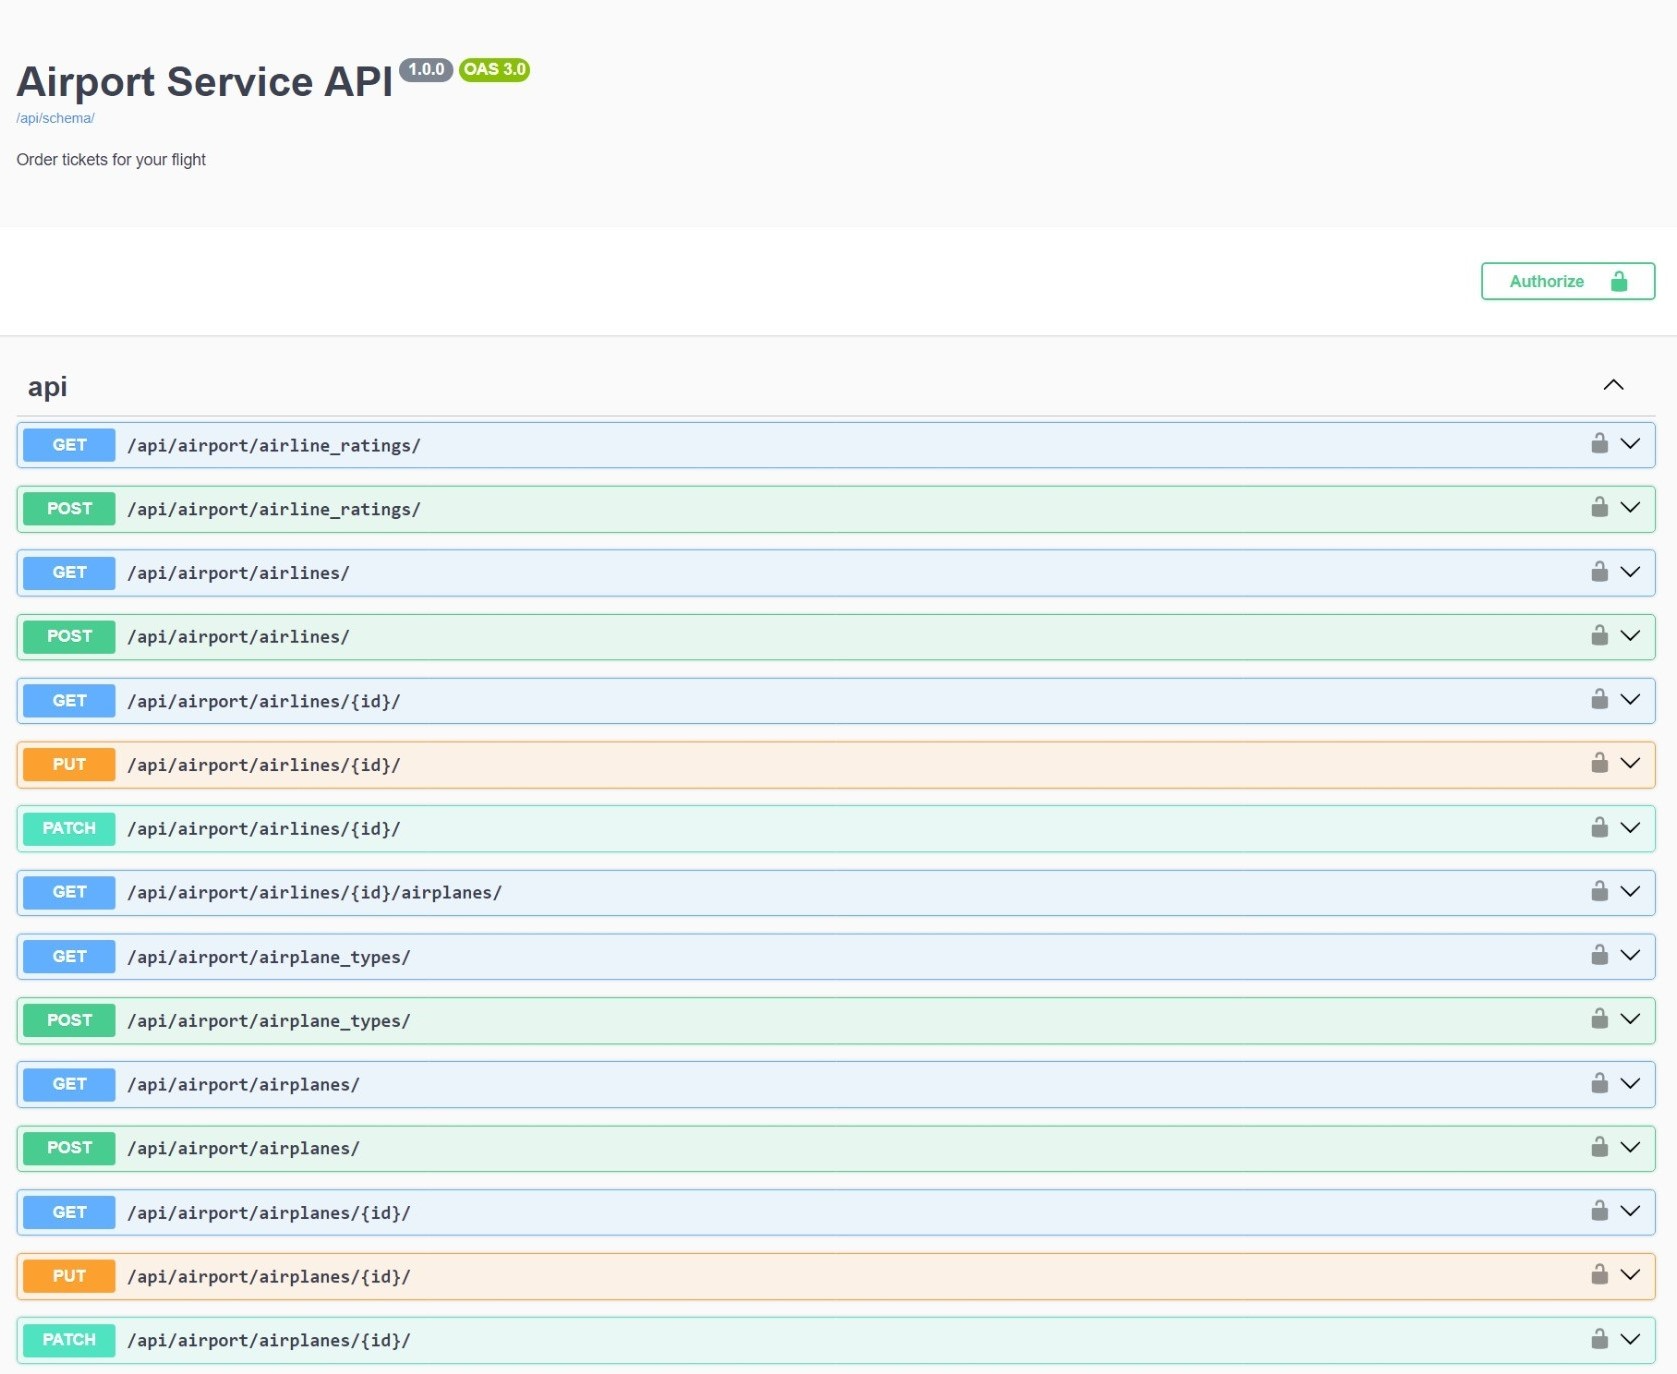 Airport Service API 1.0.0 OAS 3.0
/api/schema/
Order tickets for your flight
Authorize
api
GET /api/airport/airline_ratings/
POST /api/airport/airline_ratings/
GET /api/airport/airlines/
POST /api/airport/airlines/
GET /api/airport/airlines/{id}/
PUT /api/airport/airlines/{id}/
PATCH /api/airport/airlines/{id}/
GET /api/airport/airlines/{id}/airplanes/
GET /api/airport/airplane_types/
POST /api/airport/airplane_types/
GET /api/airport/airplanes/
POST /api/airport/airplanes/
GET /api/airport/airplanes/{id}/
PUT /api/airport/airplanes/{id}/
PATCH /api/airport/airplanes/{id}/